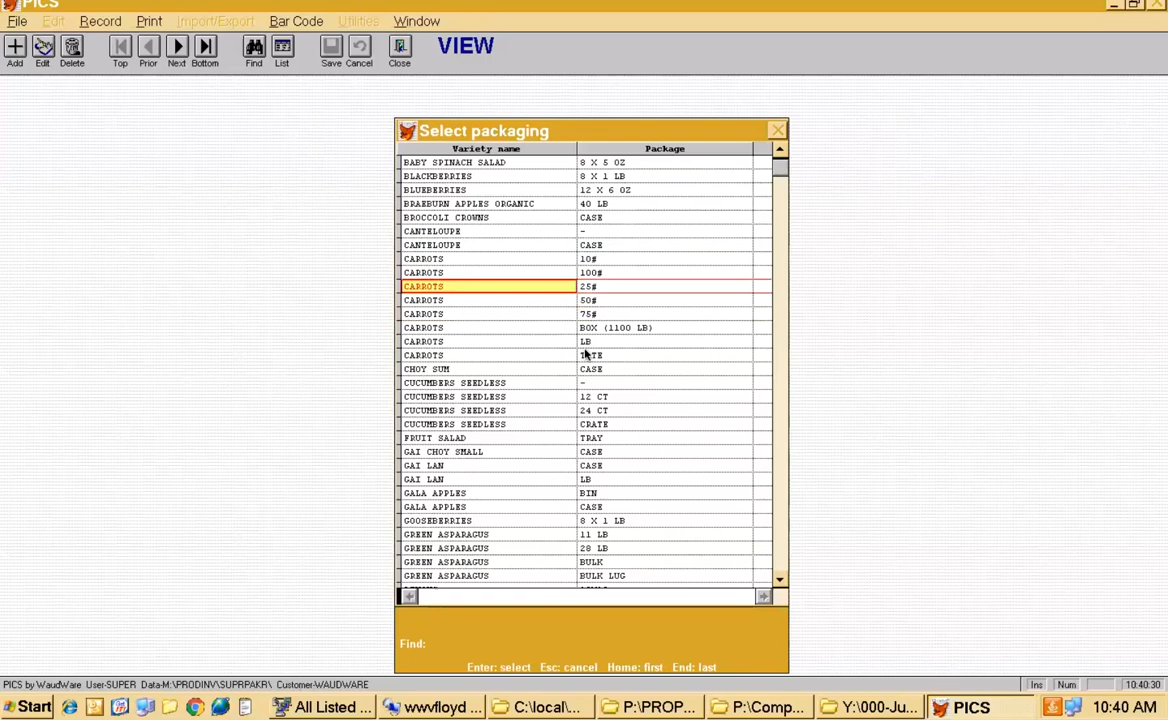 PICS
File Edit Record Print Import/Export Bar Code Utilities Window
Add Edit Delete Top Prior Next Bottom Find List Save Cancel Close
VIEW
Select packaging
Variety name Package
BABY SPINACH SALAD 8 X 5 OZ
BLACKBERRIES 8 X 1 LB
BLUEBERRIES 12 X 6 OZ
BRAEBURN APPLES ORGANIC 40 LB
BROCCOLI CROWNS CASE
CANTELOUPE -
CANTELOUPE CASE
CARROTS 10#
CARROTS 100#
CARROTS 25#
CARROTS 50#
CARROTS 75#
CARROTS BOX (1100 LB)
CARROTS LB
CARROTS
CHOY SUM CASE
CUCUMBERS SEEDLESS -
CUCUMBERS SEEDLESS 12 CT
CUCUMBERS SEEDLESS 24 CT
CUCUMBERS SEEDLESS CRATE
FRUIT SALAD TRAY
GAI CHOY SMALL CASE
GAI LAN CASE
GAI LAN LB
GALA APPLES BIN
GALA APPLES CASE
GOOSEBERRIES 8 X 1 LB
GREEN ASPARAGUS 11 LB
GREEN ASPARAGUS 28 LB
GREEN ASPARAGUS BULK
GREEN ASPARAGUS BULK LUG
Find:
Enter: select Esc: cancel Home: first End: last
PICS by WaudWare User-SUPER Data-M:\PRODINV\SUPRPAKR\ Customer-WAUDWARE Ins Num 10:40:30
Start All Listed ... wwvfloyd ... C:\local\... P:\PROP... P:\Comp... Y:\000-Ju... PICS 10:40 AM